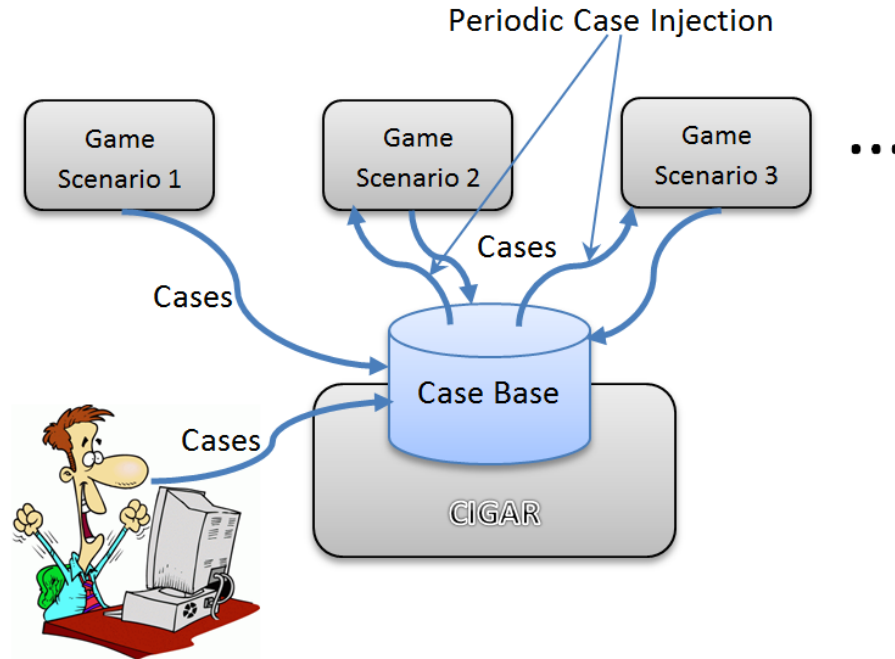 Periodic Case Injection
Game
Scenario 1
Game
Scenario 2
Game
Scenario 3
...
Cases
Cases
Case Base
Cases
CIGAR